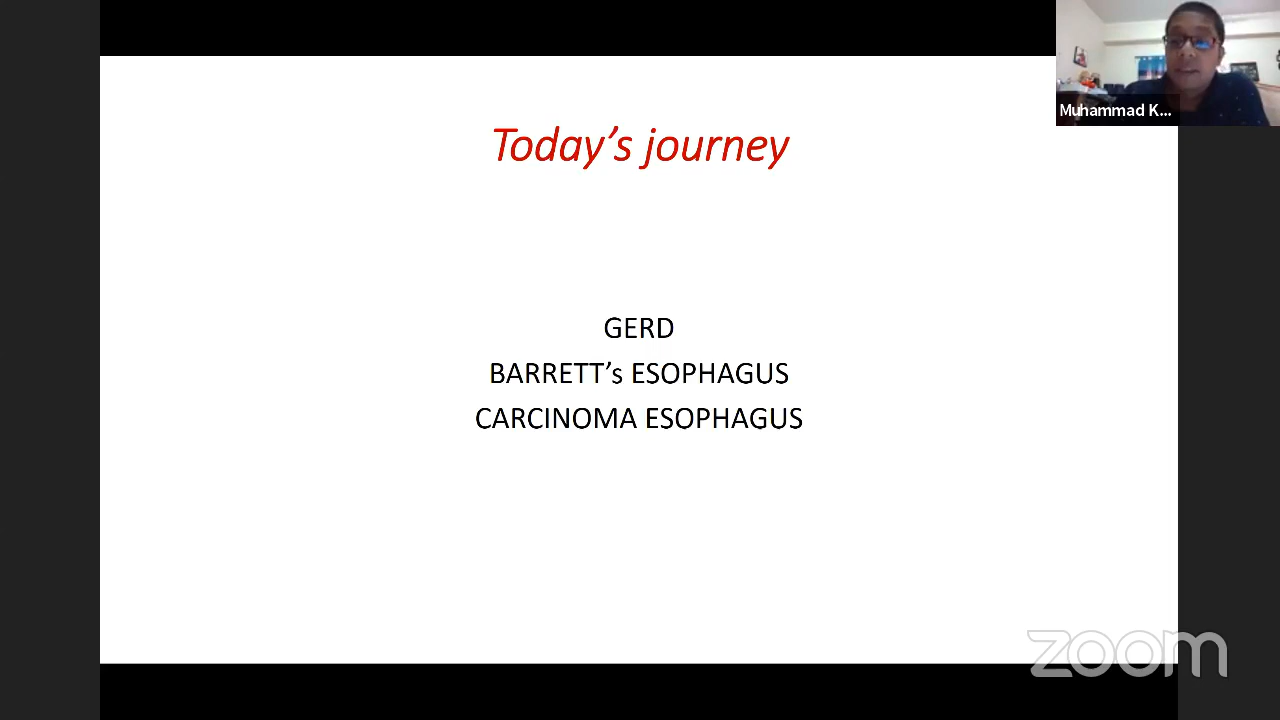 Today’s journey
Muhammad K...
GERD
BARRETT’s ESOPHAGUS
CARCINOMA ESOPHAGUS
zoom